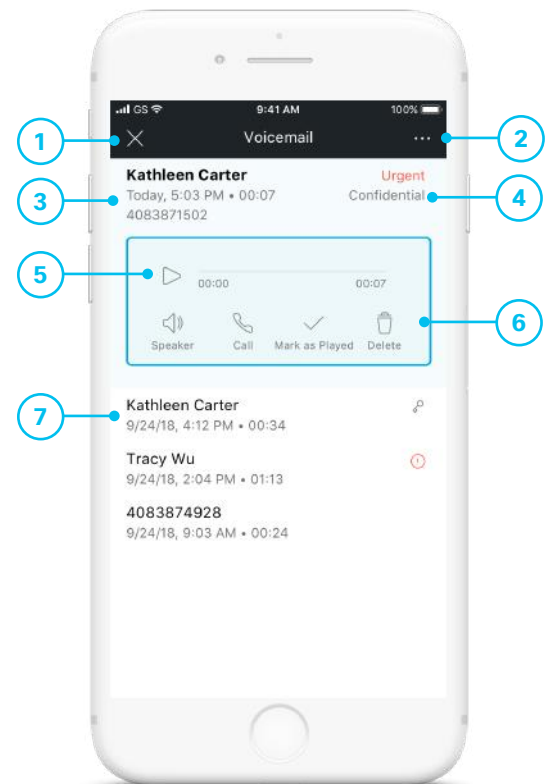 GS 9:41 AM 100%
Voicemail ...
1
2
Kathleen Carter Urgent
Today, 5:03 PM • 00:07 Confidential
4083871502
3
4
5
00:00 00:07
Speaker Call Mark as Played Delete
6
Kathleen Carter
9/24/18, 4:12 PM • 00:34
7
Tracy Wu
9/24/18, 2:04 PM • 01:13
4083874928
9/24/18, 9:03 AM • 00:24